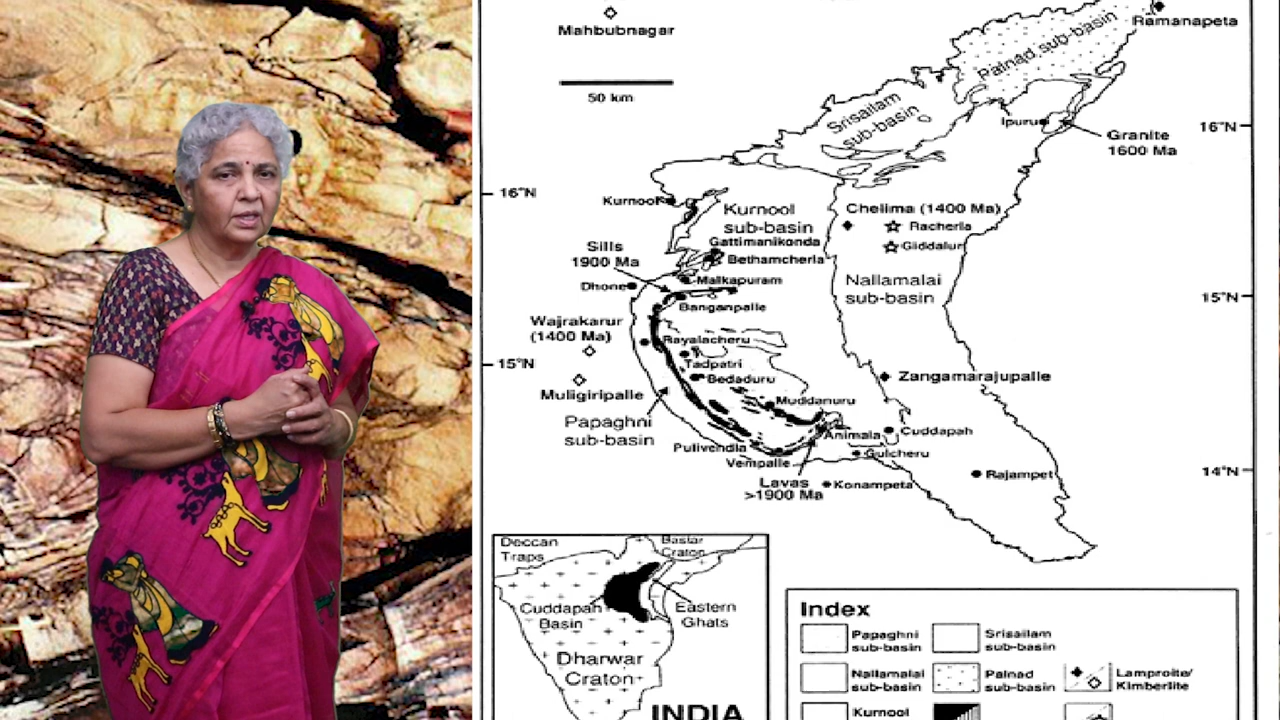 Mahbubnagar
50 km
Ramanapeta
Palnad sub-basin
Srisailam
sub-basin
Ipuru
Granite
1600 Ma
16°N
16°N
Kurnool
Kurnool
sub-basin
Chelima (1400 Ma)
Racherla
Giddalur
Gattimanikonda
Bethamcherla
Sills
1900 Ma
Malkapuram
Dhone
Banganpalle
Nallamalai
sub-basin
15°N
Wajrakarur
(1400 Ma)
Rayalacheru
15°N
Tadpatri
Bedaduru
Zangamarajupalle
Muligiripalle
Muddanuru
Papaghni
sub-basin
Animala
Cuddapah
Pulivendla
Gulcheru
Vempalle
14°N
Rajampet
Lavas
>1900 Ma
Konampeta
Deccan
Traps
Bastar
Craton
Cuddapah
Basin
Eastern
Ghats
Dharwar
Craton
INDIA
Index
Papaghni
sub-basin
Srisailam
sub-basin
Nallamalai
sub-basin
Palnad
sub-basin
Lamproite/
Kimberlite
Kurnool